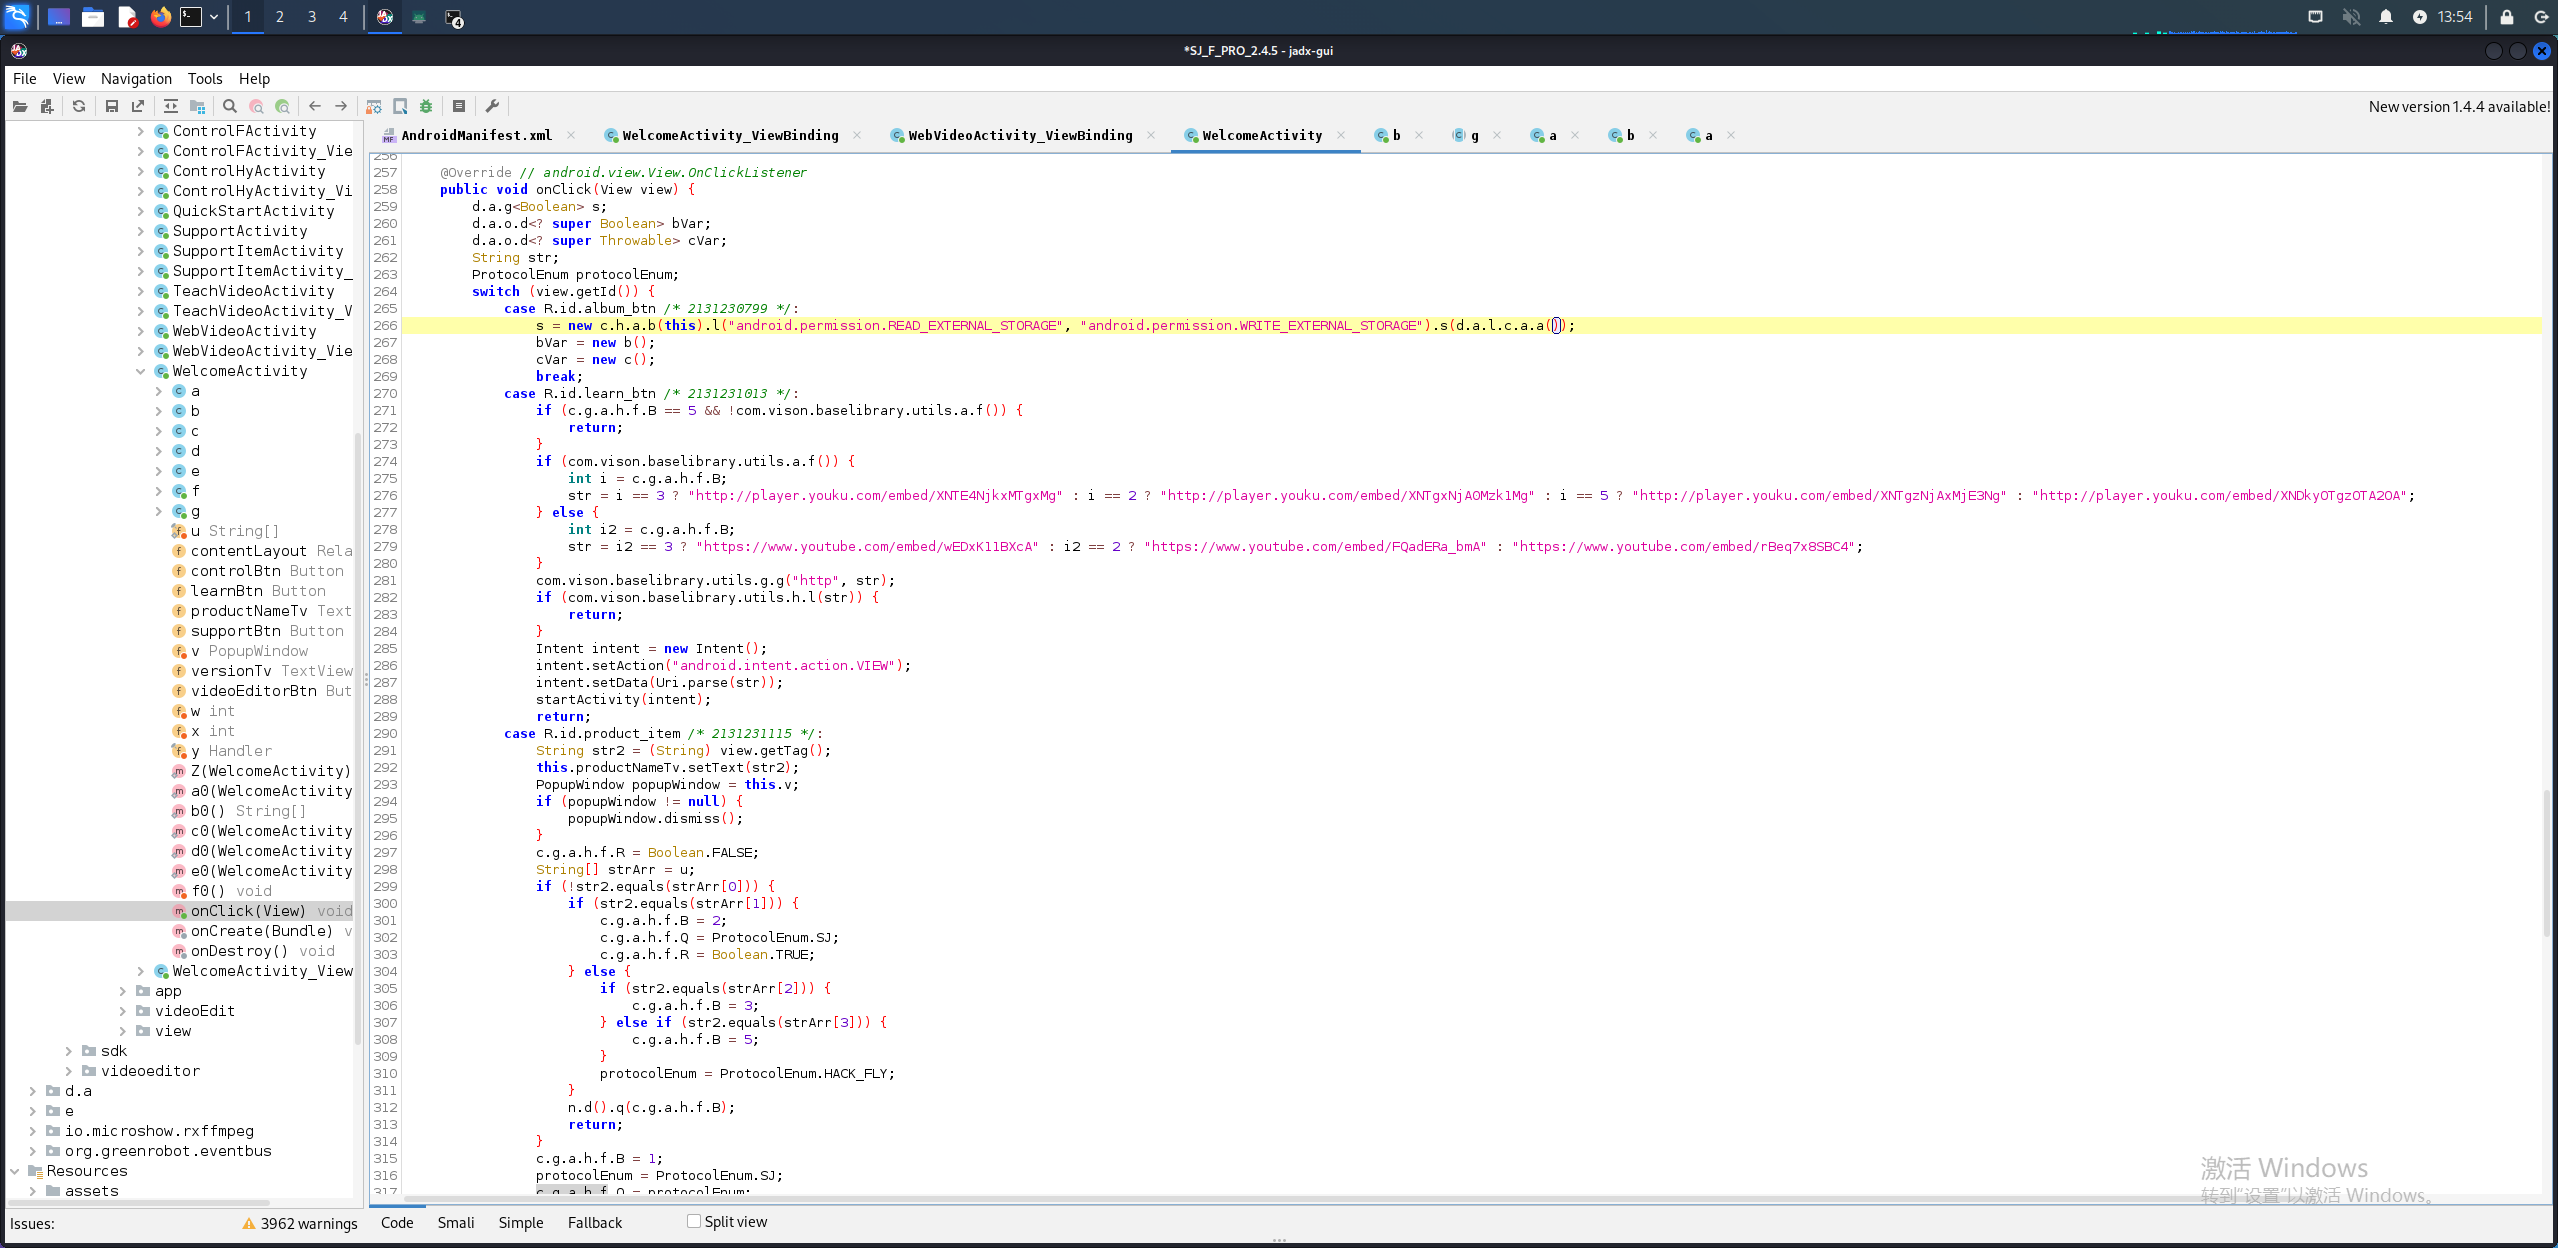 1 2 3 4 13:54
*SJ_F_PRO_2.4.5 - jadx-gui
File View Navigation Tools Help
New version 1.4.4 available!
AndroidManifest.xml WelcomeActivity_ViewBinding WebVideoActivity_ViewBinding WelcomeActivity b g a b a
ControlFActivity
ControlFActivity_Vie
ControlHyActivity
ControlHyActivity_Vi
QuickStartActivity
SupportActivity
SupportItemActivity
SupportItemActivity_
TeachVideoActivity
TeachVideoActivity_V
WebVideoActivity
WebVideoActivity_Vie
WelcomeActivity
a
b
c
d
e
f
g
u String[]
contentLayout Rela
controlBtn Button
learnBtn Button
productNameTv Text
supportBtn Button
v PopupWindow
versionTv TextView
videoEditorBtn But
w int
x int
y Handler
Z(WelcomeActivity)
a0(WelcomeActivity
b0() String[]
c0(WelcomeActivity
d0(WelcomeActivity
e0(WelcomeActivity
f0() void
onClick(View) void
onCreate(Bundle) v
onDestroy() void
WelcomeActivity_View
app
videoEdit
view
sdk
videoeditor
d.a
e
io.microshow.rxffmpeg
org.greenrobot.eventbus
Resources
assets
256
257 @Override // android.view.View.OnClickListener
258 public void onClick(View view) {
259 d.a.g<Boolean> s;
260 d.a.o.d<? super Boolean> bVar;
261 d.a.o.d<? super Throwable> cVar;
262 String str;
263 ProtocolEnum protocolEnum;
264 switch (view.getId()) {
265 case R.id.album_btn /* 2131230799 */:
266 s = new c.h.a.b(this).l("android.permission.READ_EXTERNAL_STORAGE", "android.permission.WRITE_EXTERNAL_STORAGE").s(d.a.l.c.a.a());
267 bVar = new b();
268 cVar = new c();
269 break;
270 case R.id.learn_btn /* 2131231013 */:
271 if (c.g.a.h.f.B == 5 && !com.vison.baselibrary.utils.a.f()) {
272 return;
273 }
274 if (com.vison.baselibrary.utils.a.f()) {
275 int i = c.g.a.h.f.B;
276 str = i == 3 ? "http://player.youku.com/embed/XNTE4NjkxMTgxMg" : i == 2 ? "http://player.youku.com/embed/XNTgxNjA0Mzk1Mg" : i == 5 ? "http://player.youku.com/embed/XNTgzNjAxMjE3Ng" : "http://player.youku.com/embed/XNDkyOTgzOTA2OA";
277 } else {
278 int i2 = c.g.a.h.f.B;
279 str = i2 == 3 ? "https://www.youtube.com/embed/wEDxK11BXcA" : i2 == 2 ? "https://www.youtube.com/embed/FQadERa_bmA" : "https://www.youtube.com/embed/rBeq7x8SBC4";
280 }
281 com.vison.baselibrary.utils.g.g("http", str);
282 if (com.vison.baselibrary.utils.h.l(str)) {
283 return;
284 }
285 Intent intent = new Intent();
286 intent.setAction("android.intent.action.VIEW");
287 intent.setData(Uri.parse(str));
288 startActivity(intent);
289 return;
290 case R.id.product_item /* 2131231115 */:
291 String str2 = (String) view.getTag();
292 this.productNameTv.setText(str2);
293 PopupWindow popupWindow = this.v;
294 if (popupWindow != null) {
295 popupWindow.dismiss();
296 }
297 c.g.a.h.f.R = Boolean.FALSE;
298 String[] strArr = u;
299 if (!str2.equals(strArr[0])) {
300 if (str2.equals(strArr[1])) {
301 c.g.a.h.f.B = 2;
302 c.g.a.h.f.Q = ProtocolEnum.SJ;
303 c.g.a.h.f.R = Boolean.TRUE;
304 } else {
305 if (str2.equals(strArr[2])) {
306 c.g.a.h.f.B = 3;
307 } else if (str2.equals(strArr[3])) {
308 c.g.a.h.f.B = 5;
309 }
310 protocolEnum = ProtocolEnum.HACK_FLY;
311 }
312 n.d().q(c.g.a.h.f.B);
313 return;
314 }
315 c.g.a.h.f.B = 1;
316 protocolEnum = ProtocolEnum.SJ;
317 c.g.a.h.f.Q = protocolEnum;
激活 Windows
转到“设置”以激活 Windows。
Issues: 3962 warnings Code Smali Simple Fallback Split view